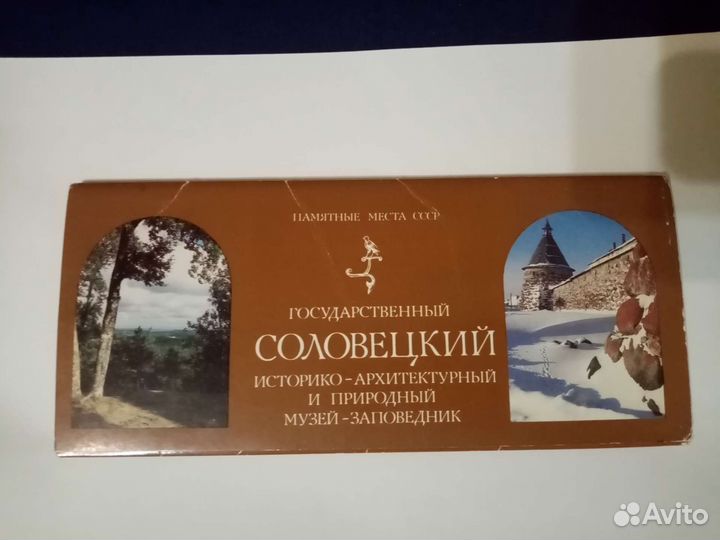 ПАМЯТНЫЕ МЕСТА СССР
ГОСУДАРСТВЕННЫЙ
СОЛОВЕЦКИЙ
ИСТОРИКО-АРХИТЕКТУРНЫЙ
И ПРИРОДНЫЙ
МУЗЕЙ-ЗАПОВЕДНИК
Avito